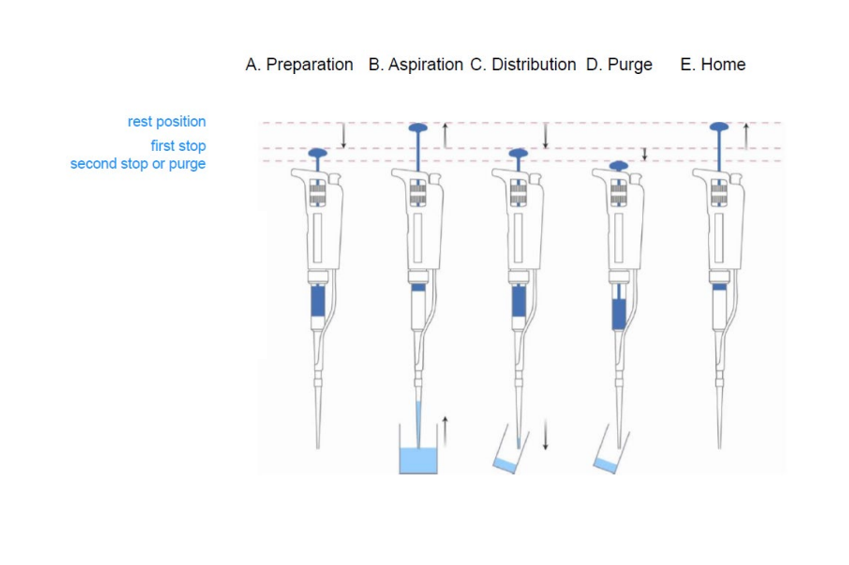 A. Preparation B. Aspiration C. Distribution D. Purge E. Home
rest position
first stop
second stop or purge